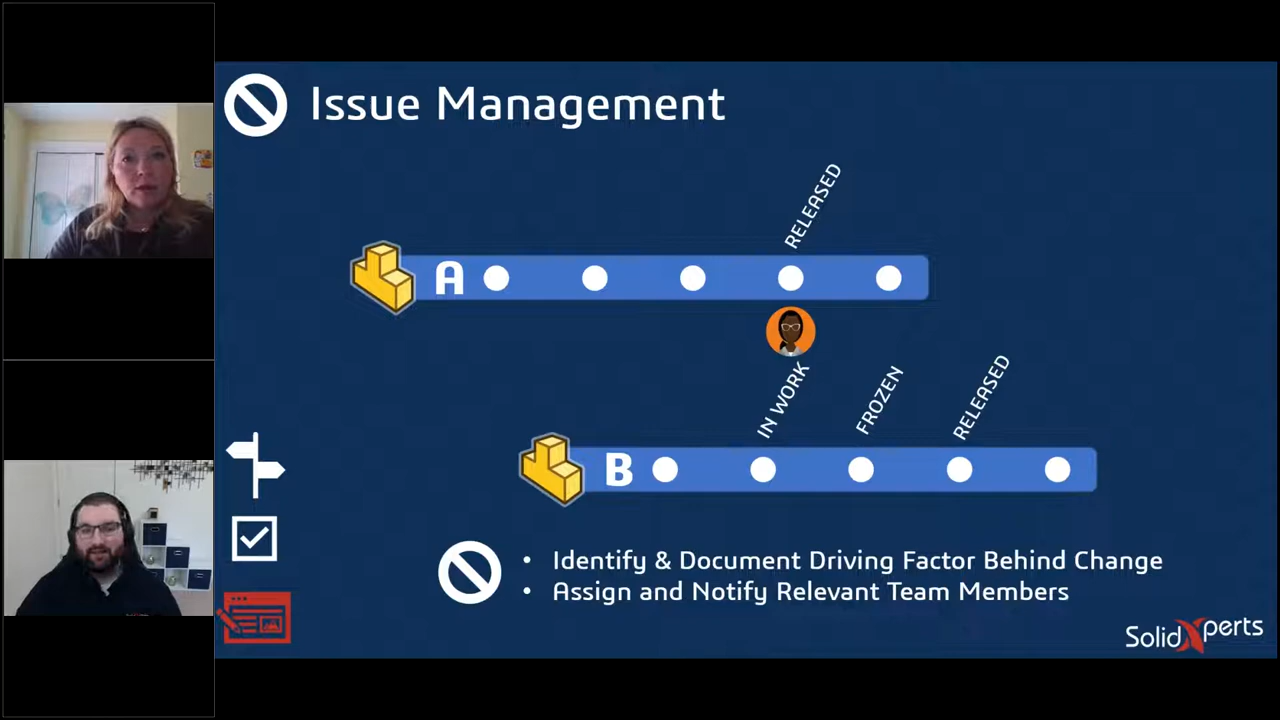 Issue Management
RELEASED
A
IN WORK
FROZEN
RELEASED
B
• Identify & Document Driving Factor Behind Change
• Assign and Notify Relevant Team Members
SolidXperts